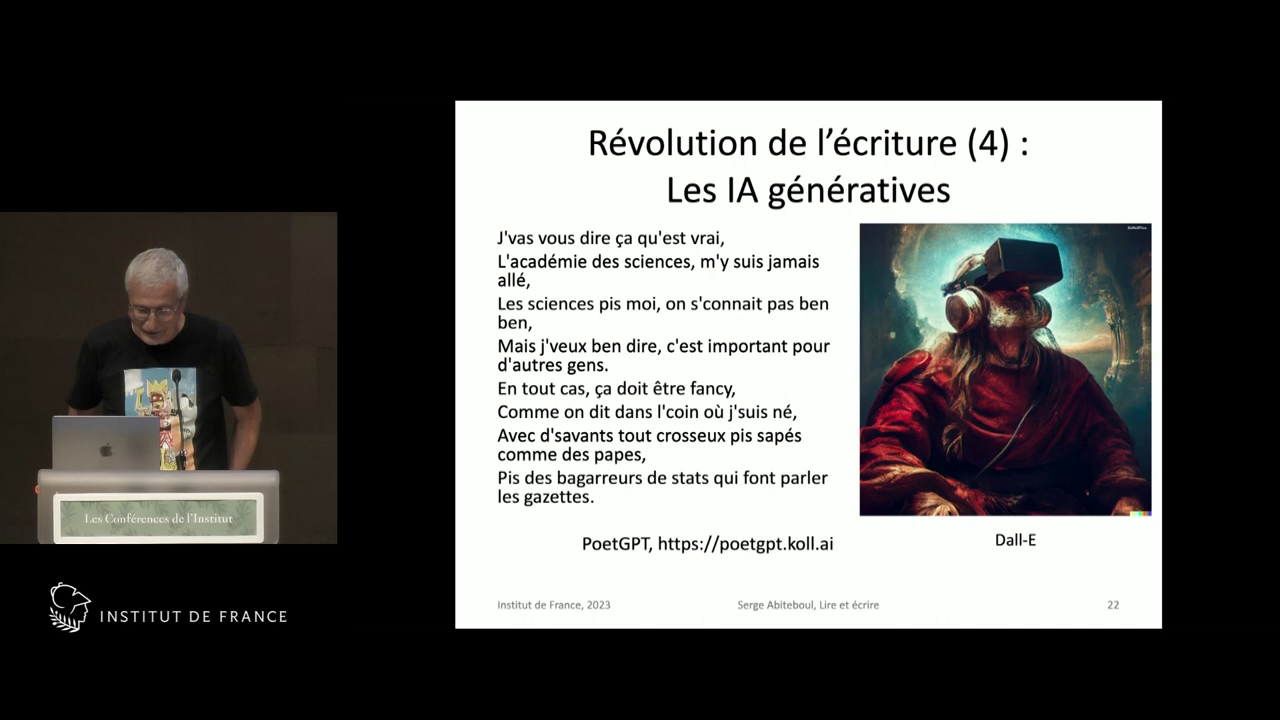 Révolution de l'écriture (4) :
Les IA génératives
J'vas vous dire ça qu'est vrai,
L'académie des sciences, m'y suis jamais
allé,
Les sciences pis moi, on s'connait pas ben
ben,
Mais j'veux ben dire, c'est important pour
d'autres gens.
En tout cas, ça doit être fancy,
Comme on dit dans l'coin où j'suis né,
Avec d'savants tout crosseux pis sapés
comme des papes,
Pis des bagarreurs de stats qui font parler
les gazettes.
PoetGPT, https://poetgpt.koll.ai
Dall-E
Institut de France, 2023
Serge Abiteboul, Lire et écrire
22
Les Conférences de l'Institut
INSTITUT DE FRANCE